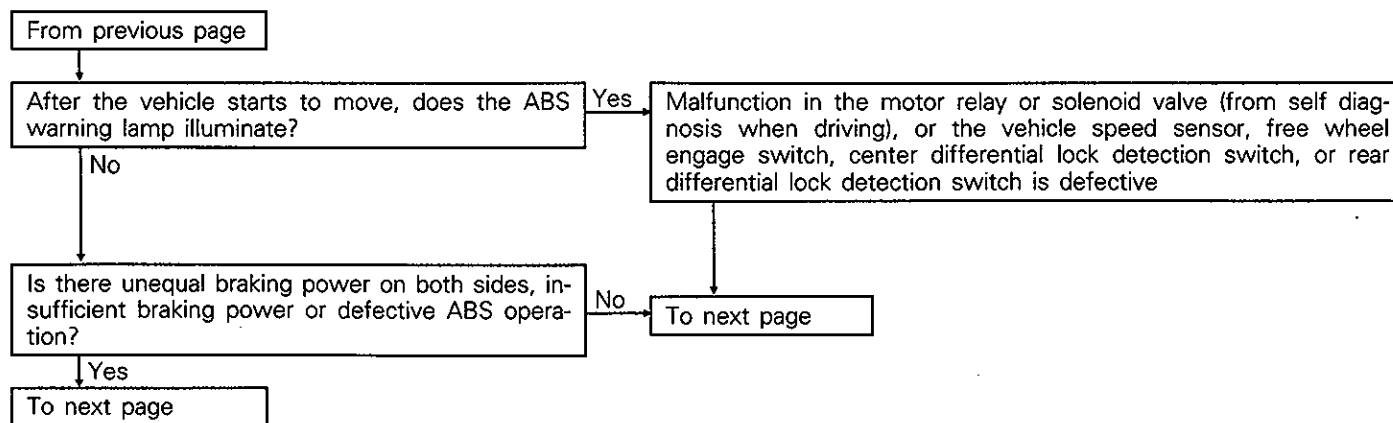 From previous page
After the vehicle starts to move, does the ABS
warning lamp illuminate?
Yes
Malfunction in the motor relay or solenoid valve (from self diag-
nosis when driving), or the vehicle speed sensor, free wheel
engage switch, center differential lock detection switch, or rear
differential lock detection switch is defective
No
Is there unequal braking power on both sides, in-
sufficient braking power or defective ABS opera-
tion?
No
To next page
Yes
To next page